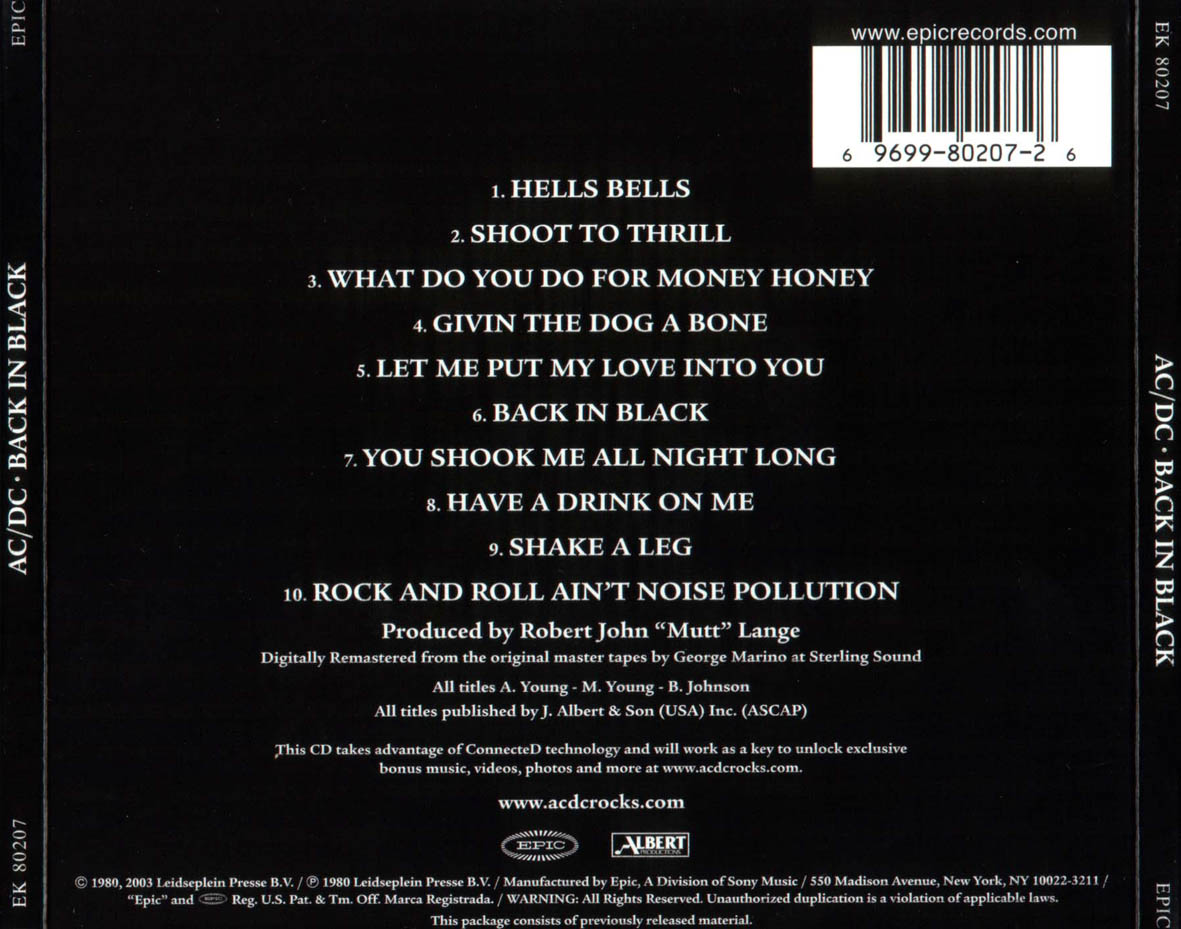 EPIC
AC/DC · BACK IN BLACK
EK 80207
www.epicrecords.com
6 9699-80207-2 6
1. HELLS BELLS
2. SHOOT TO THRILL
3. WHAT DO YOU DO FOR MONEY HONEY
4. GIVIN THE DOG A BONE
5. LET ME PUT MY LOVE INTO YOU
6. BACK IN BLACK
7. YOU SHOOK ME ALL NIGHT LONG
8. HAVE A DRINK ON ME
9. SHAKE A LEG
10. ROCK AND ROLL AIN'T NOISE POLLUTION
Produced by Robert John “Mutt” Lange
Digitally Remastered from the original master tapes by George Marino at Sterling Sound
All titles A. Young - M. Young - B. Johnson
All titles published by J. Albert & Son (USA) Inc. (ASCAP)
This CD takes advantage of ConnecteD technology and will work as a key to unlock exclusive
bonus music, videos, photos and more at www.acdcrocks.com.
www.acdcrocks.com
EPIC
ALBERT
PRODUCTIONS
© 1980, 2003 Leidseplein Presse B.V. / ℗ 1980 Leidseplein Presse B.V. / Manufactured by Epic, A Division of Sony Music / 550 Madison Avenue, New York, NY 10022-3211 /
“Epic” and EPIC Reg. U.S. Pat. & Tm. Off. Marca Registrada. / WARNING: All Rights Reserved. Unauthorized duplication is a violation of applicable laws.
This package consists of previously released material.
EK 80207
AC/DC · BACK IN BLACK
EPIC